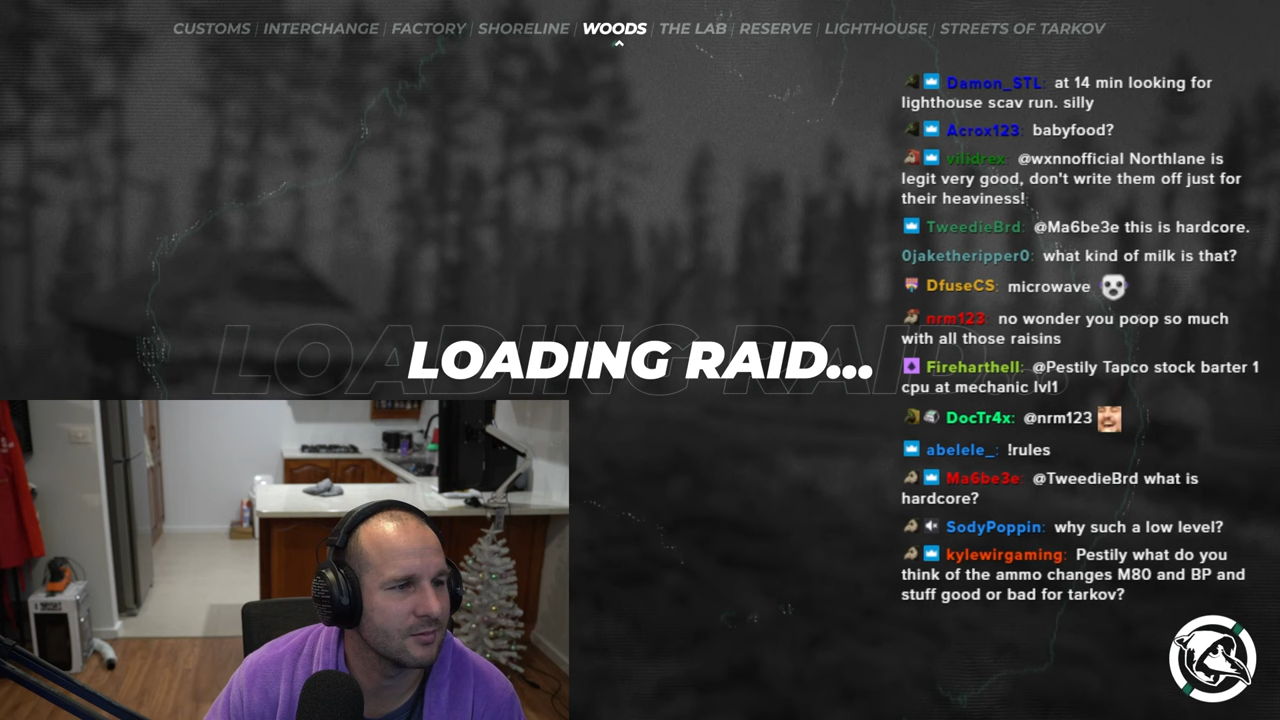 CUSTOMS | INTERCHANGE | FACTORY | SHORELINE | WOODS | THE LAB | RESERVE | LIGHTHOUSE | STREETS OF TARKOV
Damon_STL: at 14 min looking for
lighthouse scav run. silly
Acrox123: babyfood?
vilidrex: @wxnnofficial Northlane is
legit very good, don't write them off just for
their heaviness!
TweedieBrd: @Ma6be3e this is hardcore.
0jaketheripper0: what kind of milk is that?
DfuseCS: microwave
nrm123: no wonder you poop so much
with all those raisins
LOADING RAID...
Fireharthell: @Pestily Tapco stock barter 1
cpu at mechanic lvl1
DocTr4x: @nrm123
abelele_: !rules
Ma6be3e: @TweedieBrd what is
hardcore?
SodyPoppin: why such a low level?
kylewirgaming: Pestily what do you
think of the ammo changes M80 and BP and
stuff good or bad for tarkov?